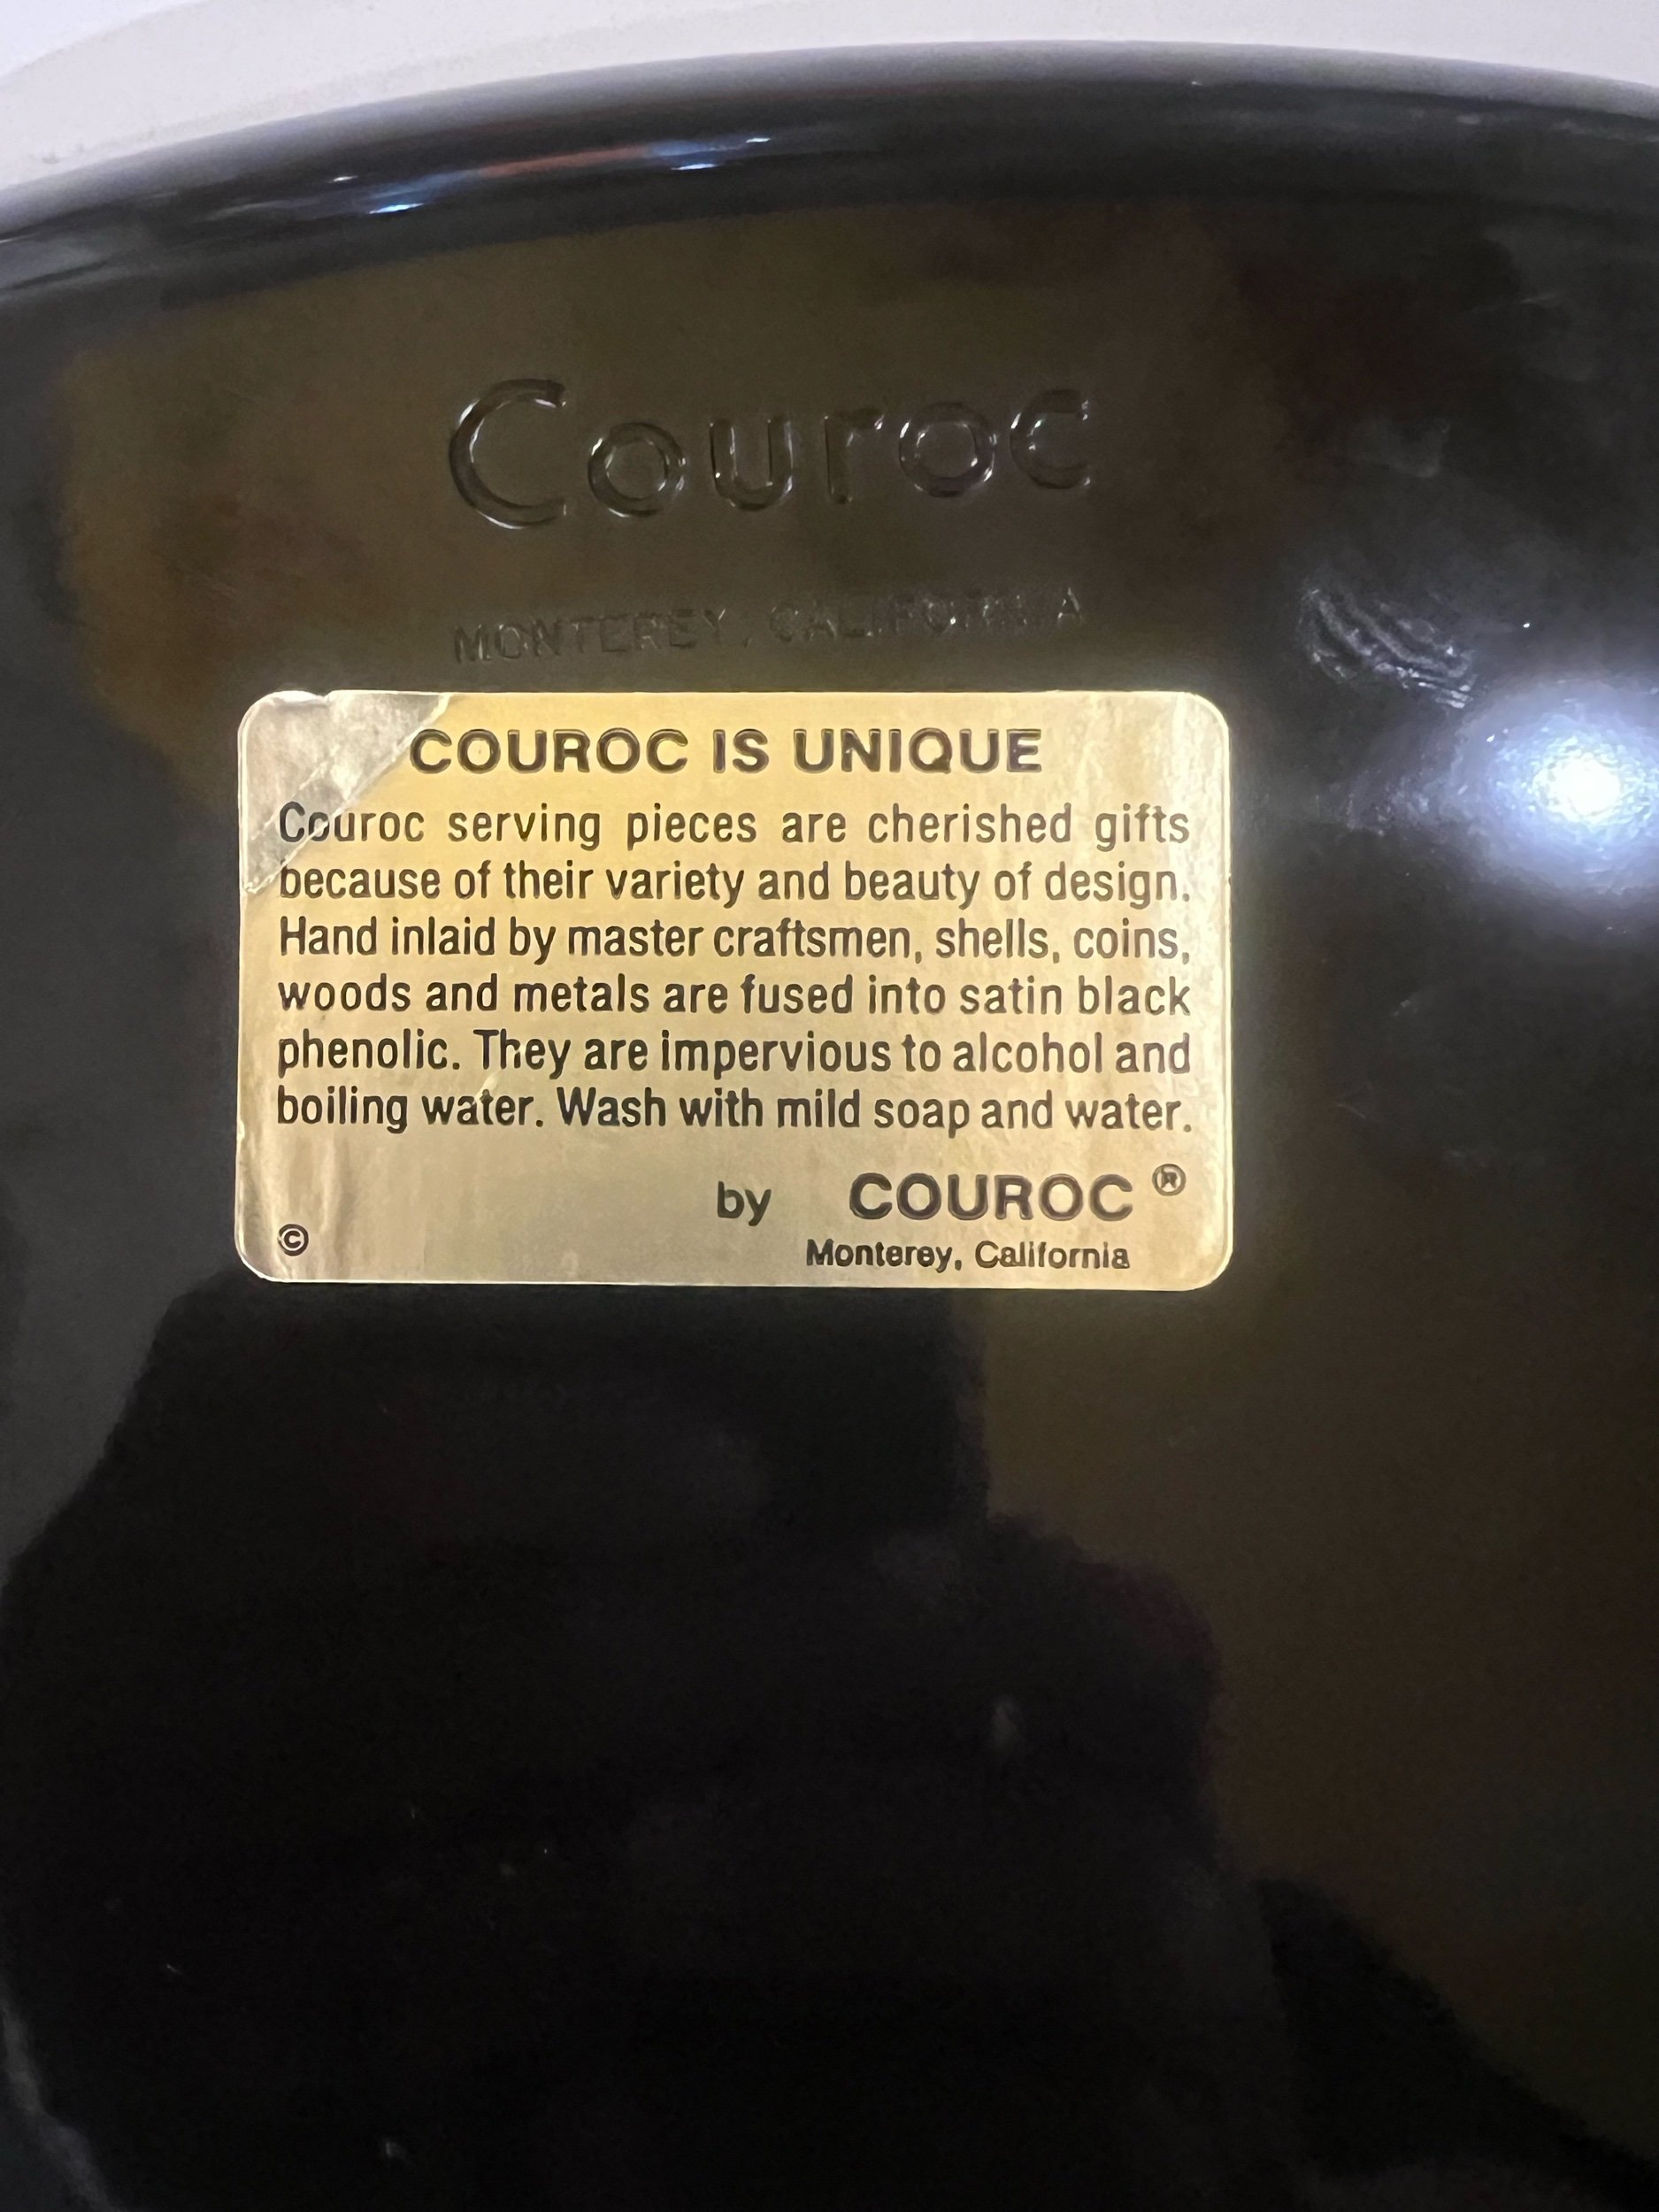 Couroc
MONTEREY, CALIFORNIA
COUROC IS UNIQUE
Couroc serving pieces are cherished gifts
because of their variety and beauty of design.
Hand inlaid by master craftsmen, shells, coins,
woods and metals are fused into satin black
phenolic. They are impervious to alcohol and
boiling water. Wash with mild soap and water.
by COUROC ®
© Monterey, California